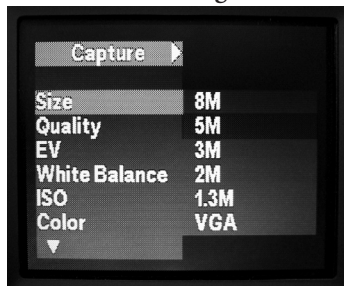 Capture
Size 8M
Quality 5M
EV 3M
White Balance 2M
ISO 1.3M
Color VGA